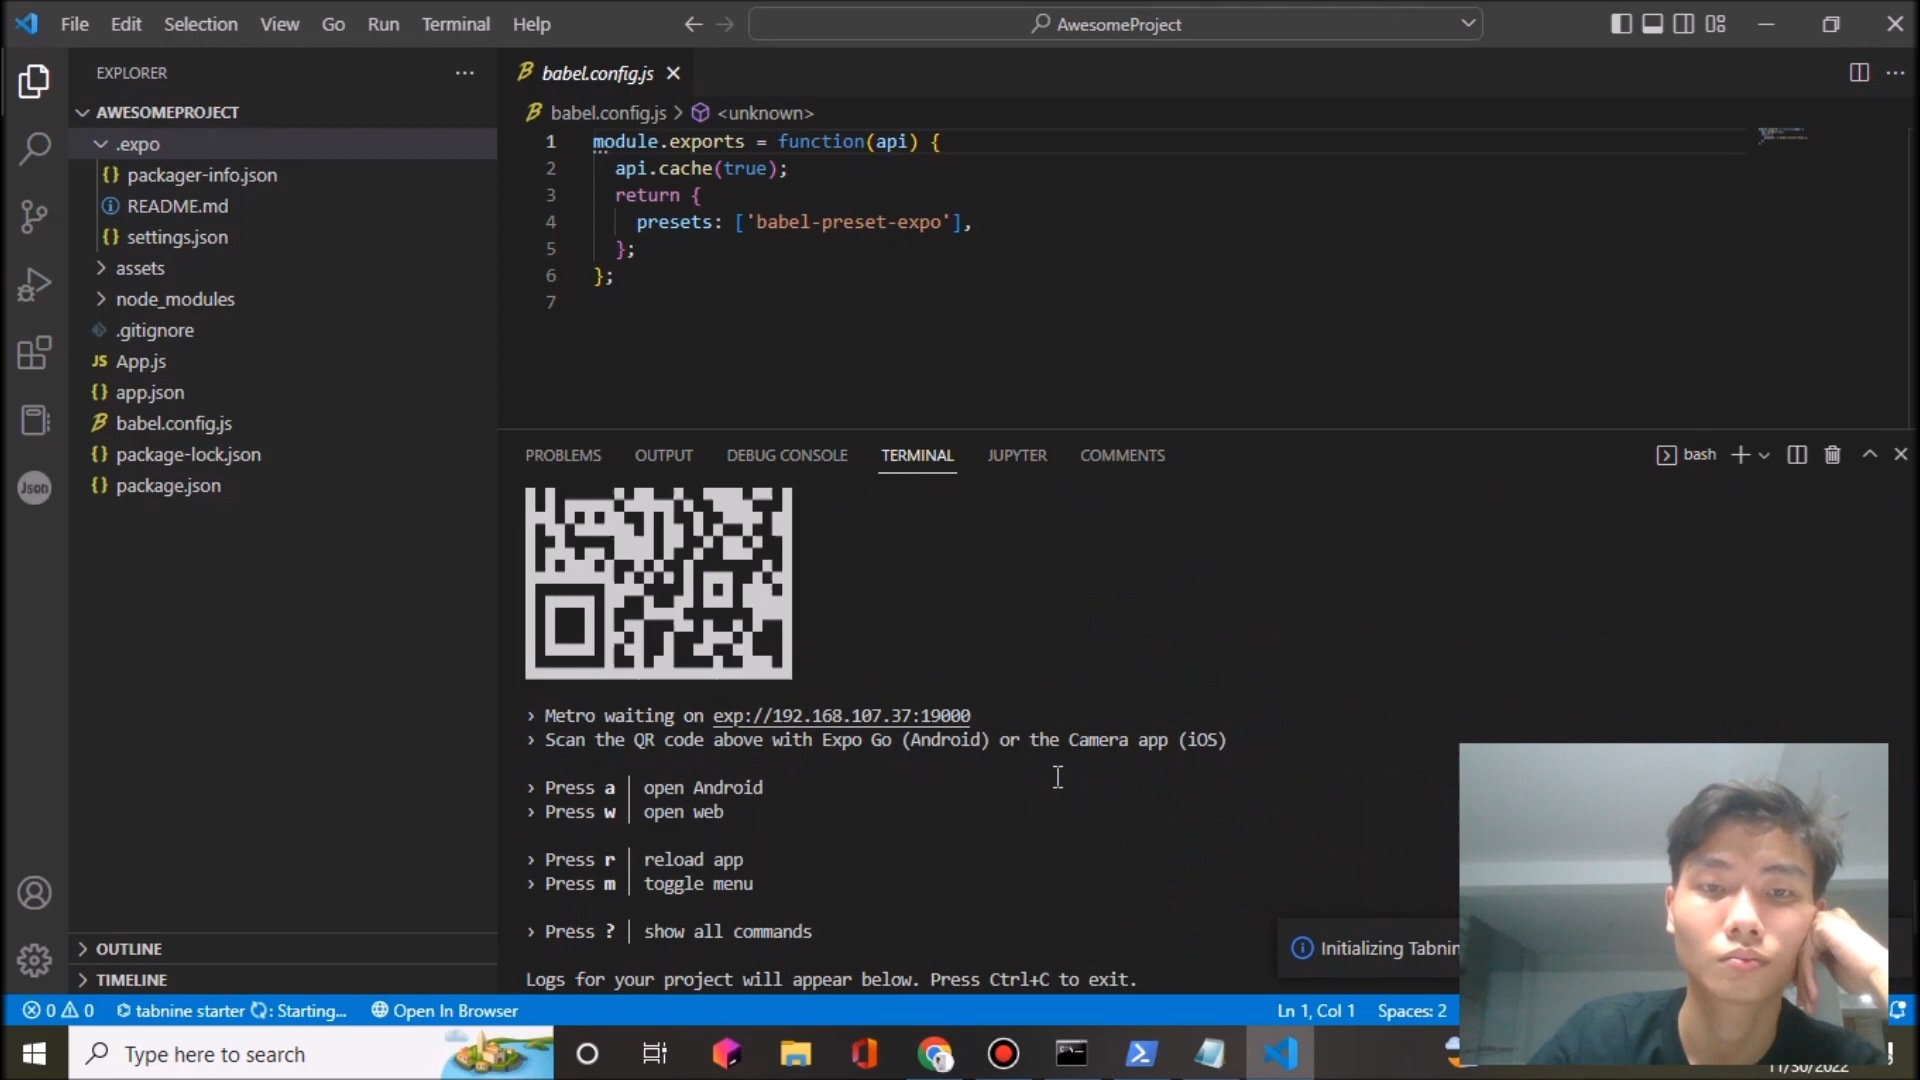 File Edit Selection View Go Run Terminal Help
AwesomeProject
EXPLORER
AWESOMEPROJECT
.expo
packager-info.json
README.md
settings.json
assets
node_modules
.gitignore
JS App.js
app.json
babel.config.js
package-lock.json
package.json
OUTLINE
TIMELINE
Json
babel.config.js
babel.config.js > <unknown>
1 module.exports = function(api) {
2 api.cache(true);
3 return {
4 presets: ['babel-preset-expo'],
5 };
6 };
7
PROBLEMS OUTPUT DEBUG CONSOLE TERMINAL JUPYTER COMMENTS
bash
› Metro waiting on exp://192.168.107.37:19000
› Scan the QR code above with Expo Go (Android) or the Camera app (iOS)
› Press a │ open Android
› Press w │ open web
› Press r │ reload app
› Press m │ toggle menu
› Press ? │ show all commands
Logs for your project will appear below. Press Ctrl+C to exit.
Initializing Tabnin
0 0 tabnine starter : Starting... Open In Browser
Ln 1, Col 1 Spaces: 2
Type here to search
11/30/2022